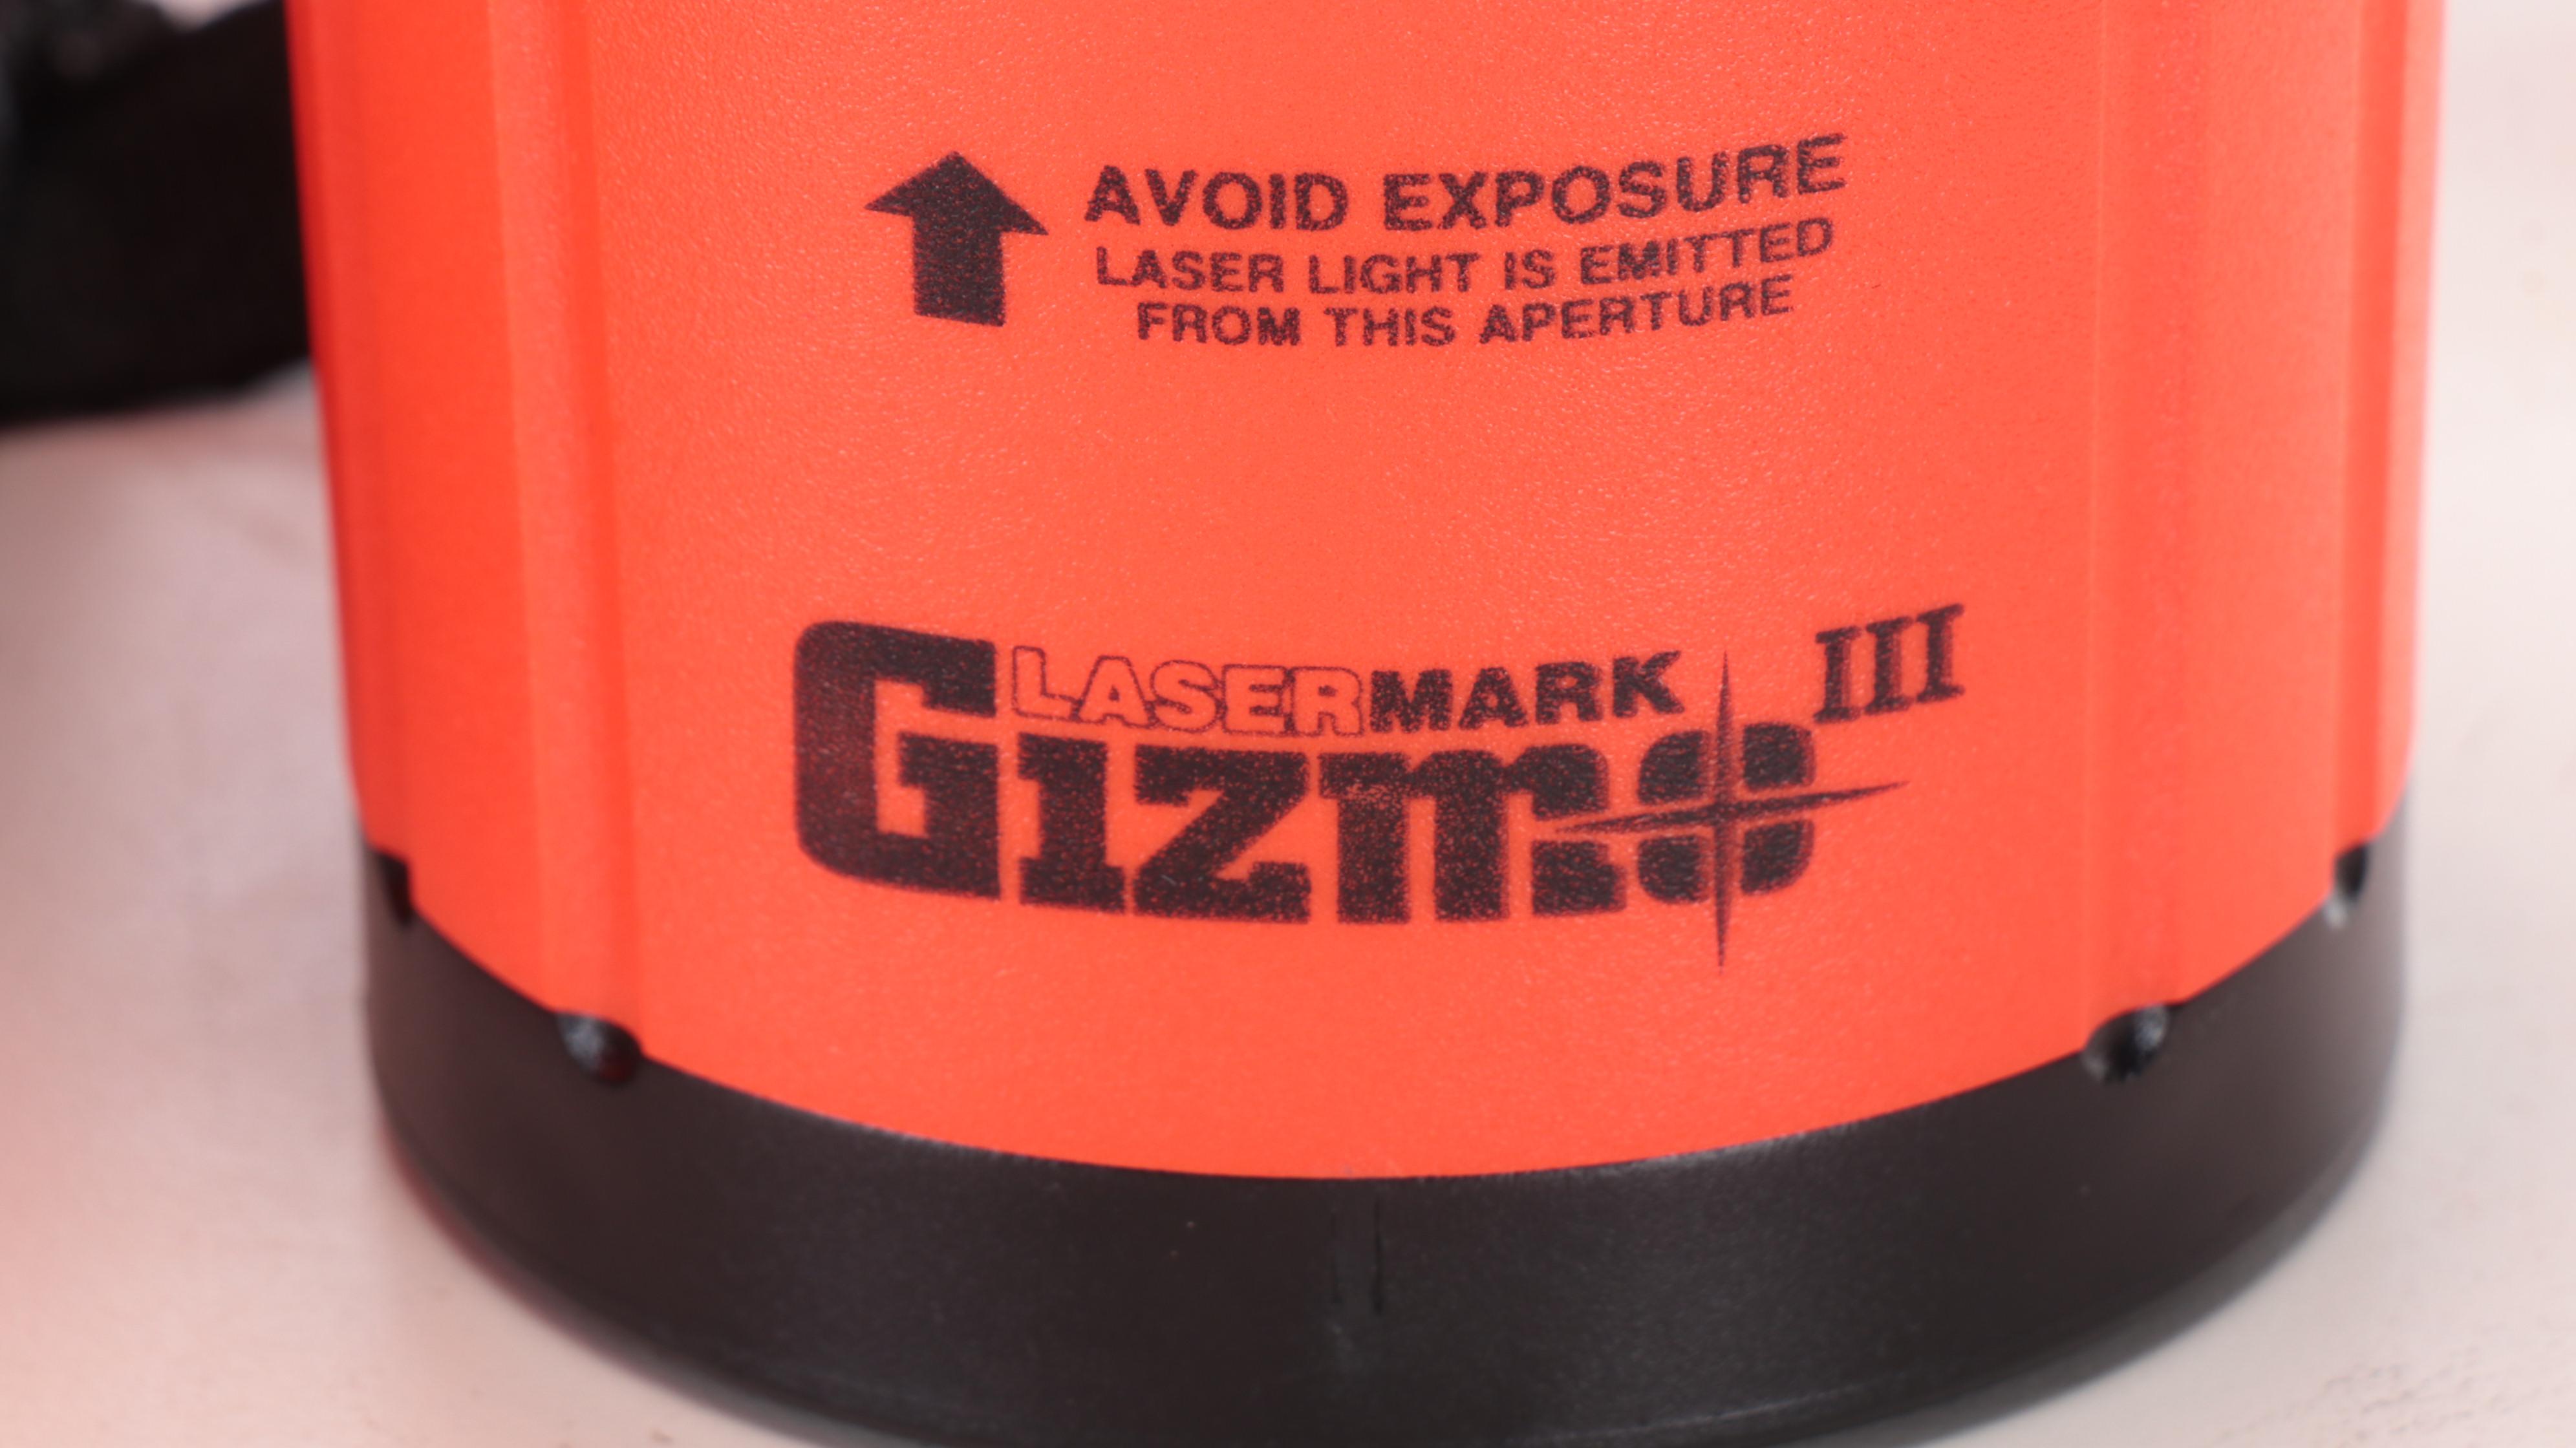 AVOID EXPOSURE
LASER LIGHT IS EMITTED
FROM THIS APERTURE
LASERMARK
GIZMO III